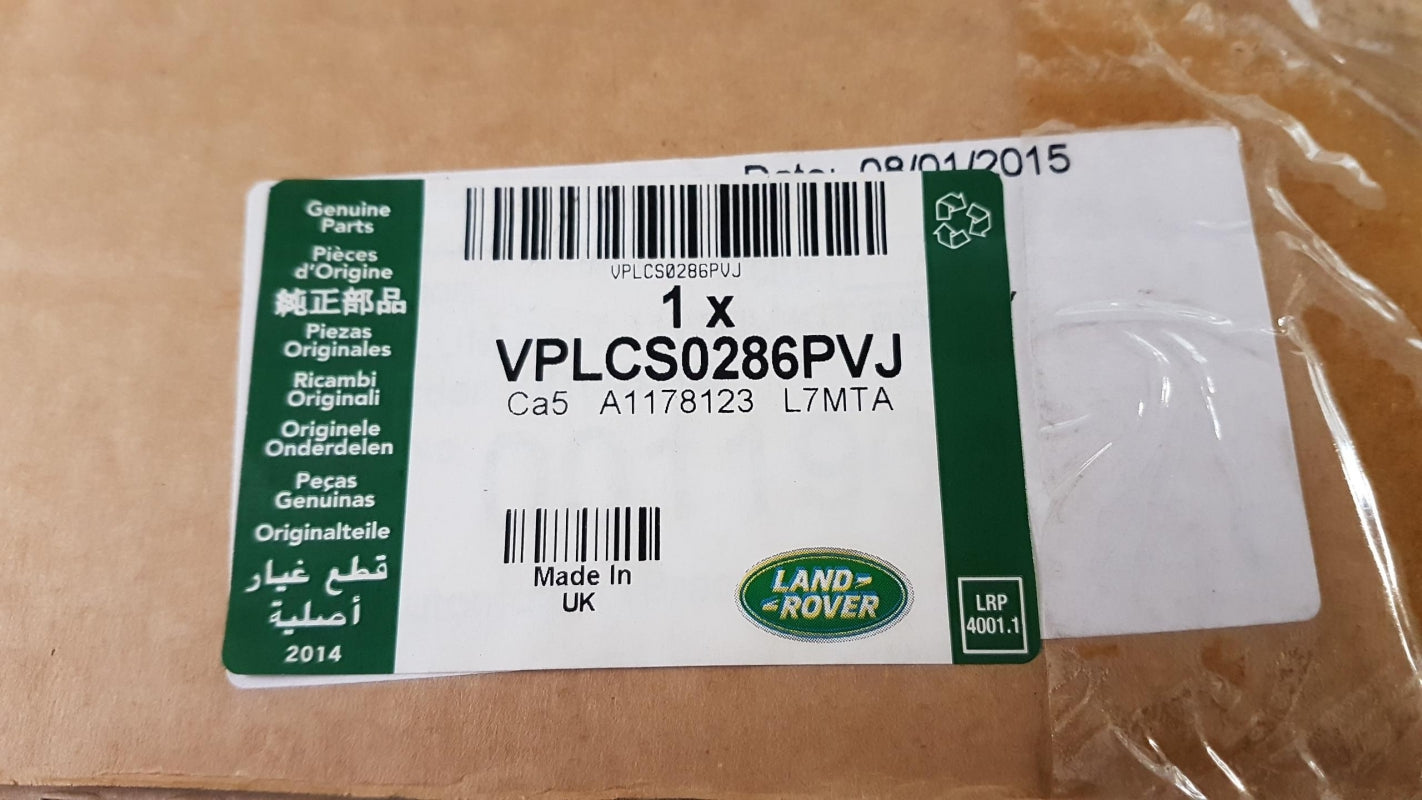 Date: 08/01/2015
Genuine
Parts
Pièces
d'Origine
純正部品
Piezas
Originales
Ricambi
Originali
Originele
Onderdelen
Peças
Genuinas
Originalteile
قطع غيار
أصلية
2014
VPLCS0286PVJ
1 x
VPLCS0286PVJ
Ca5 A1178123 L7MTA
Made In
UK
LAND-
-ROVER
LRP
4001.1